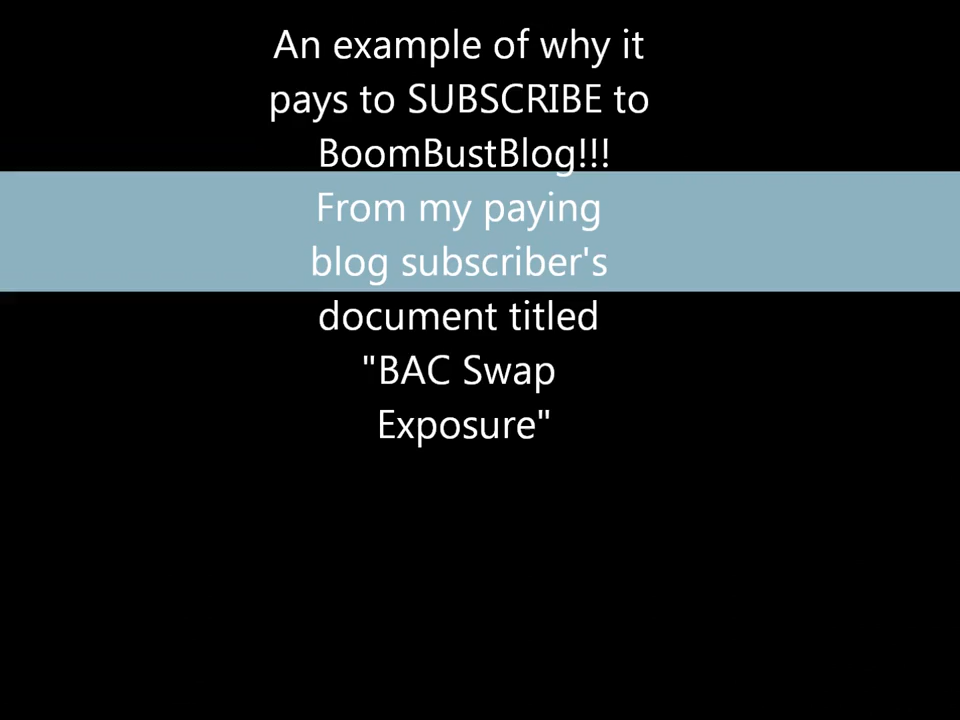 An example of why it
pays to SUBSCRIBE to
BoomBustBlog!!!
From my paying
blog subscriber's
document titled
"BAC Swap
Exposure"